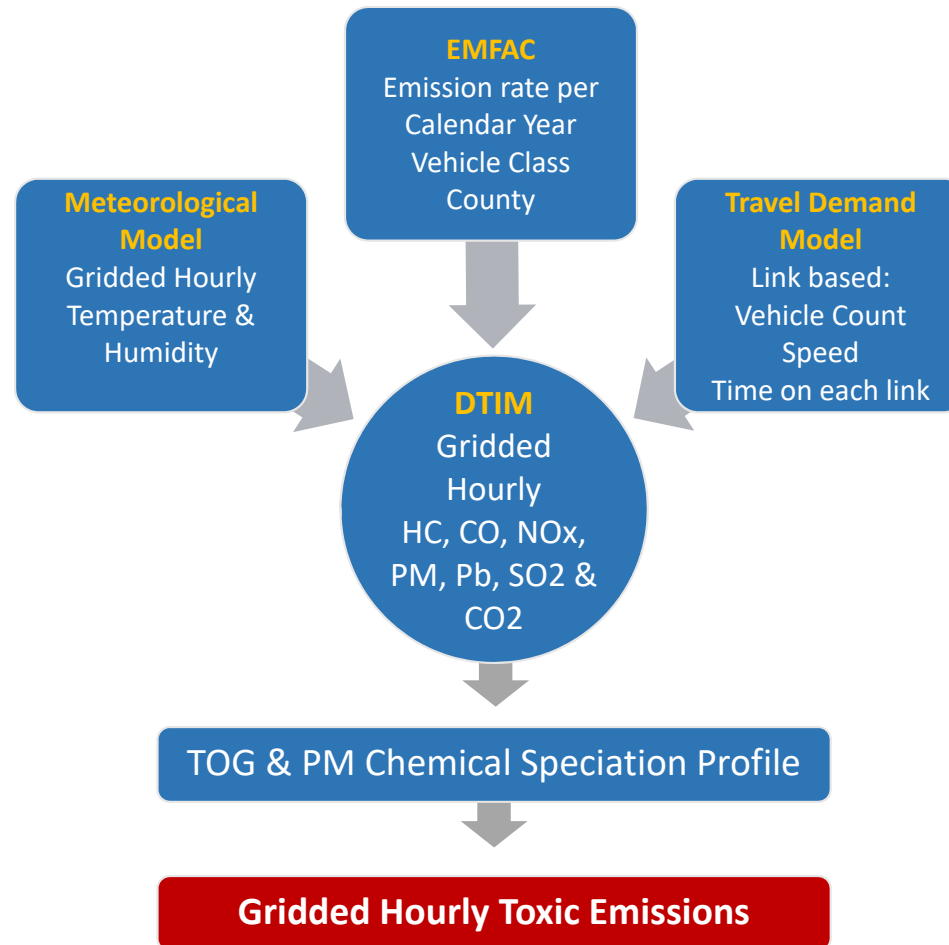 EMFAC
Emission rate per
Calendar Year
Vehicle Class
County
Meteorological
Model
Gridded Hourly
Temperature &
Humidity
Travel Demand
Model
Link based:
Vehicle Count
Speed
Time on each link
DTIM
Gridded
Hourly
HC, CO, NOx,
PM, Pb, SO2 &
CO2
TOG & PM Chemical Speciation Profile
Gridded Hourly Toxic Emissions